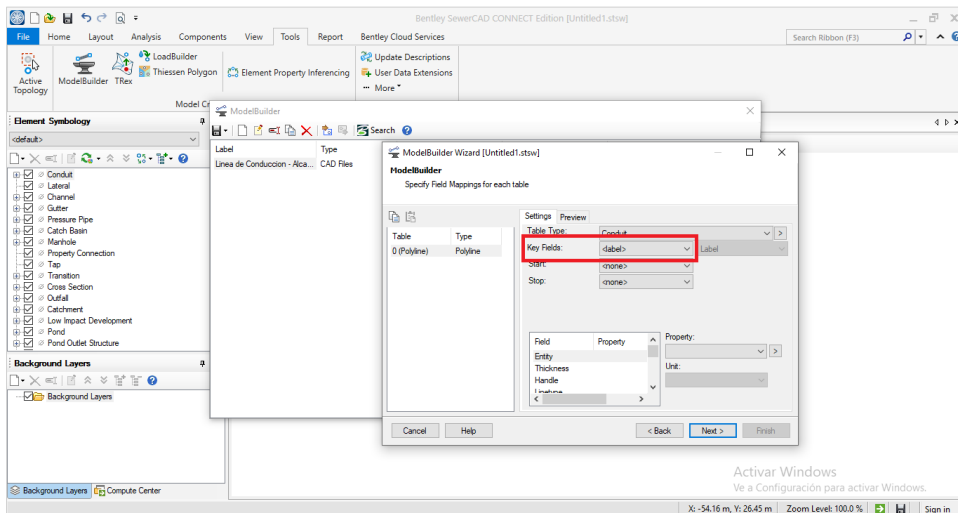 Bentley SewerCAD CONNECT Edition [Untitled1.stsw]
File Home Layout Analysis Components View Tools Report Bentley Cloud Services
Search Ribbon (F3)
Active Topology
ModelBuilder
TRex
LoadBuilder
Thiessen Polygon
Element Property Inferencing
Update Descriptions
User Data Extensions
More
Model Cr
Element Symbology
<default>
Conduit
Lateral
Channel
Gutter
Pressure Pipe
Catch Basin
Manhole
Property Connection
Tap
Transition
Cross Section
Outfall
Catchment
Low Impact Development
Pond
Pond Outlet Structure
Background Layers
Background Layers
Background Layers Compute Center
ModelBuilder
Search
Label Type
Linea de Conduccion - Alca... CAD Files
ModelBuilder Wizard [Untitled1.stsw]
ModelBuilder
Specify Field Mappings for each table
Table Type
0 (Polyline) Polyline
Settings Preview
Table Type: Conduit
Key Fields: <label> Label
Start: <none>
Stop: <none>
Field Property
Entity
Thickness
Handle
Linetype
Property:
Unit:
Cancel Help < Back Next > Finish
Activar Windows
Ve a Configuración para activar Windows.
X: -54.16 m, Y: 26.45 m Zoom Level: 100.0 % Sign in